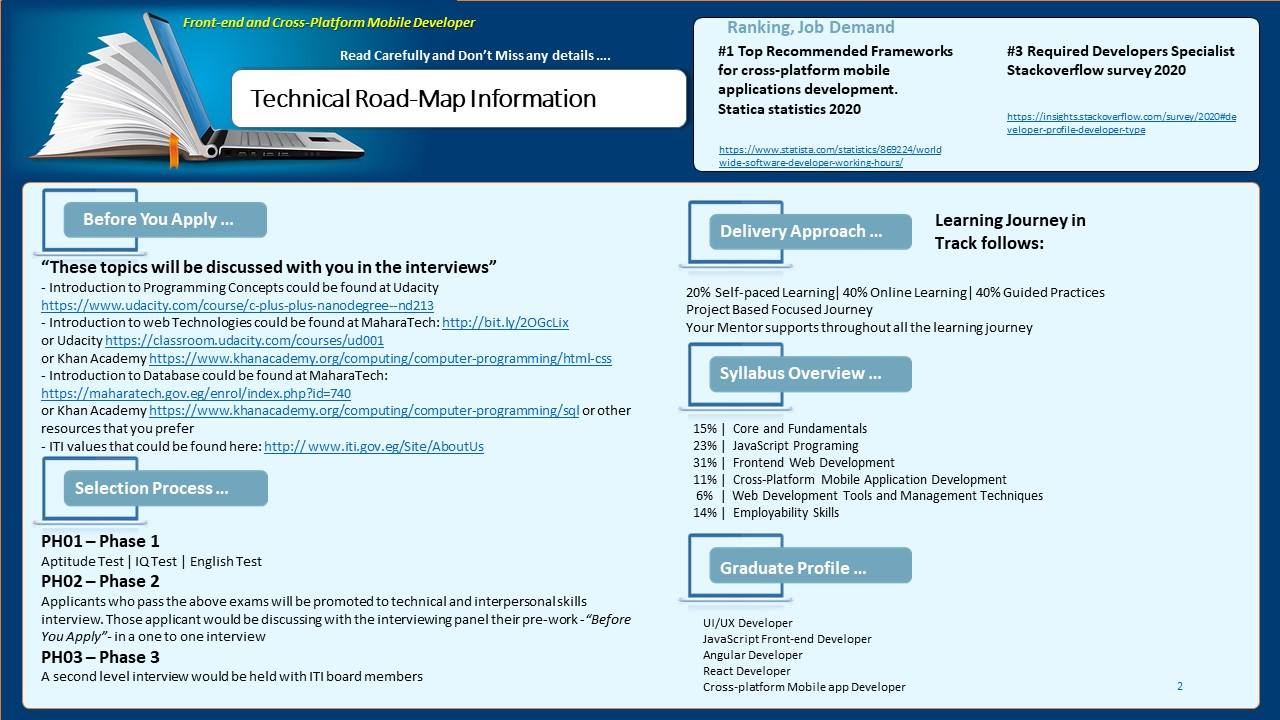 Front-end and Cross-Platform Mobile Developer
Read Carefully and Don't Miss any details ....
Technical Road-Map Information
Ranking, Job Demand
#1 Top Recommended Frameworks
for cross-platform mobile
applications development.
Statica statistics 2020
https://www.statista.com/statistics/869224/world
wide-software-developer-working-hours/
#3 Required Developers Specialist
Stackoverflow survey 2020
https://insights.stackoverflow.com/survey/2020#de
veloper-profile-developer-type
Before You Apply ...
"These topics will be discussed with you in the interviews"
- Introduction to Programming Concepts could be found at Udacity
https://www.udacity.com/course/c-plus-plus-nanodegree--nd213
- Introduction to web Technologies could be found at MaharaTech: http://bit.ly/2OGcLix
or Udacity https://classroom.udacity.com/courses/ud001
or Khan Academy https://www.khanacademy.org/computing/computer-programming/html-css
- Introduction to Database could be found at MaharaTech:
https://maharatech.gov.eg/enrol/index.php?id=740
or Khan Academy https://www.khanacademy.org/computing/computer-programming/sql or other
resources that you prefer
- ITI values that could be found here: http:// www.iti.gov.eg/Site/AboutUs
Selection Process ...
PH01 – Phase 1
Aptitude Test | IQ Test | English Test
PH02 – Phase 2
Applicants who pass the above exams will be promoted to technical and interpersonal skills
interview. Those applicant would be discussing with the interviewing panel their pre-work -"Before
You Apply"- in a one to one interview
PH03 – Phase 3
A second level interview would be held with ITI board members
Delivery Approach ...
Learning Journey in
Track follows:
20% Self-paced Learning| 40% Online Learning| 40% Guided Practices
Project Based Focused Journey
Your Mentor supports throughout all the learning journey
Syllabus Overview ...
15% | Core and Fundamentals
23% | JavaScript Programing
31% | Frontend Web Development
11% | Cross-Platform Mobile Application Development
6% | Web Development Tools and Management Techniques
14% | Employability Skills
Graduate Profile ...
UI/UX Developer
JavaScript Front-end Developer
Angular Developer
React Developer
Cross-platform Mobile app Developer
2